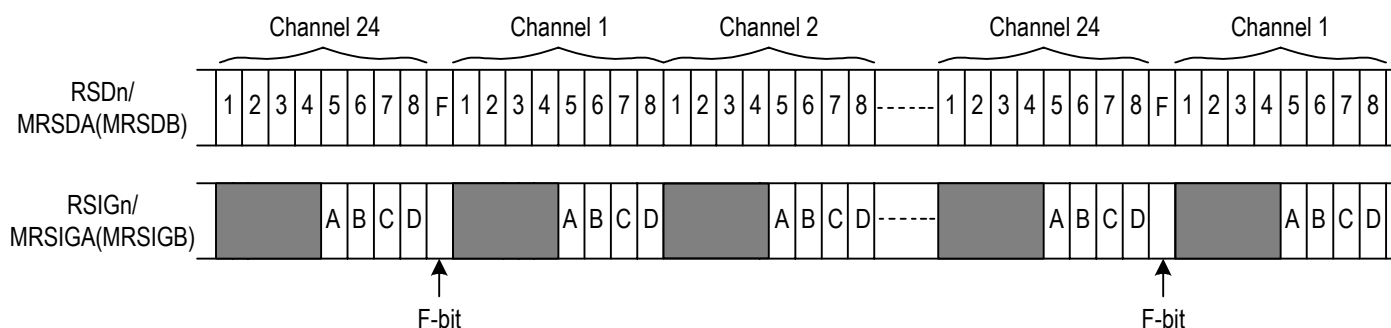 Channel 24 Channel 1 Channel 2 Channel 24 Channel 1
RSDn/
MRSDA(MRSDB)
1 2 3 4 5 6 7 8 F 1 2 3 4 5 6 7 8 1 2 3 4 5 6 7 8 1 2 3 4 5 6 7 8 F 1 2 3 4 5 6 7 8
RSIGn/
MRSIGA(MRSIGB)
A B C D A B C D A B C D A B C D A B C D
F-bit F-bit